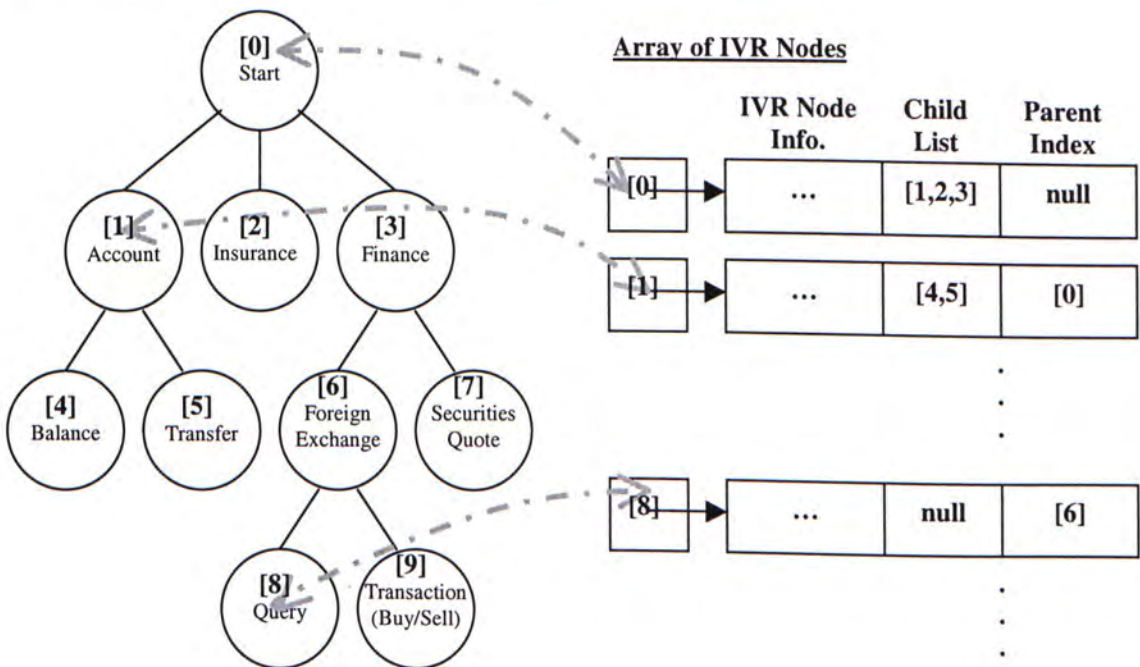 [0]
Start
[1]
Account
[2]
Insurance
[3]
Finance
[4]
Balance
[5]
Transfer
[6]
Foreign
Exchange
[7]
Securities
Quote
[8]
Query
[9]
Transaction
(Buy/Sell)
Array of IVR Nodes
IVR Node Info.
Child List
Parent Index
[0] ... [1,2,3] null
[1] ... [4,5] [0]
[8] ... null [6]